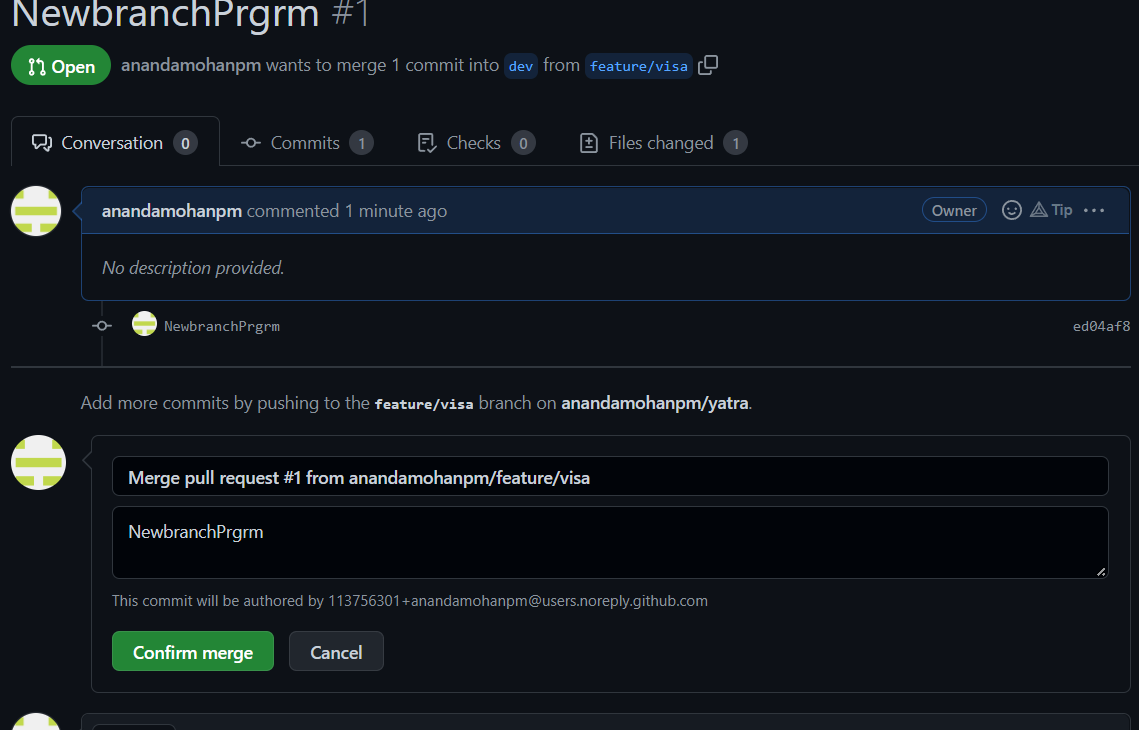 NewbranchPrgrm #1
Open anandamohanpm wants to merge 1 commit into dev from feature/visa
Conversation 0 Commits 1 Checks 0 Files changed 1
anandamohanpm commented 1 minute ago Owner Tip
No description provided.
NewbranchPrgrm ed04af8
Add more commits by pushing to the feature/visa branch on anandamohanpm/yatra.
Merge pull request #1 from anandamohanpm/feature/visa
NewbranchPrgrm
This commit will be authored by 113756301+anandamohanpm@users.noreply.github.com
Confirm merge Cancel